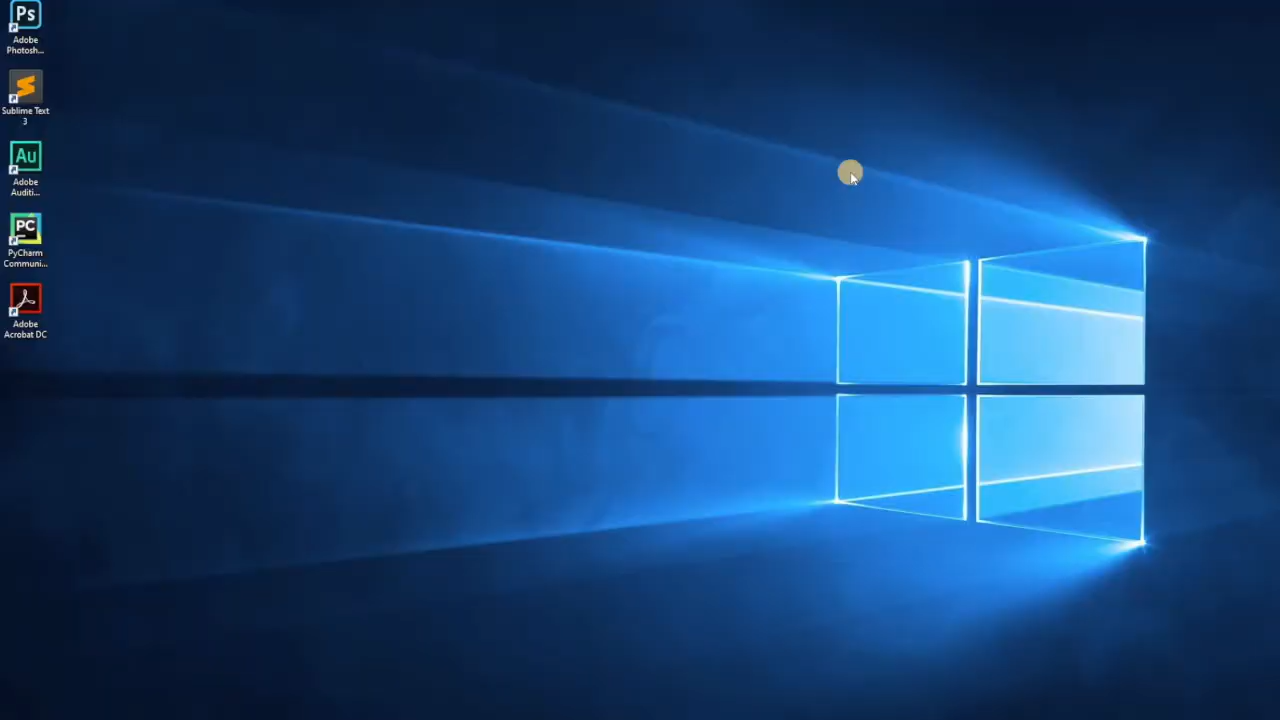 Ps
Adobe
Photosh...
Sublime Text
3
Au
Adobe
Auditi...
PC
PyCharm
Communi...
Adobe
Acrobat DC